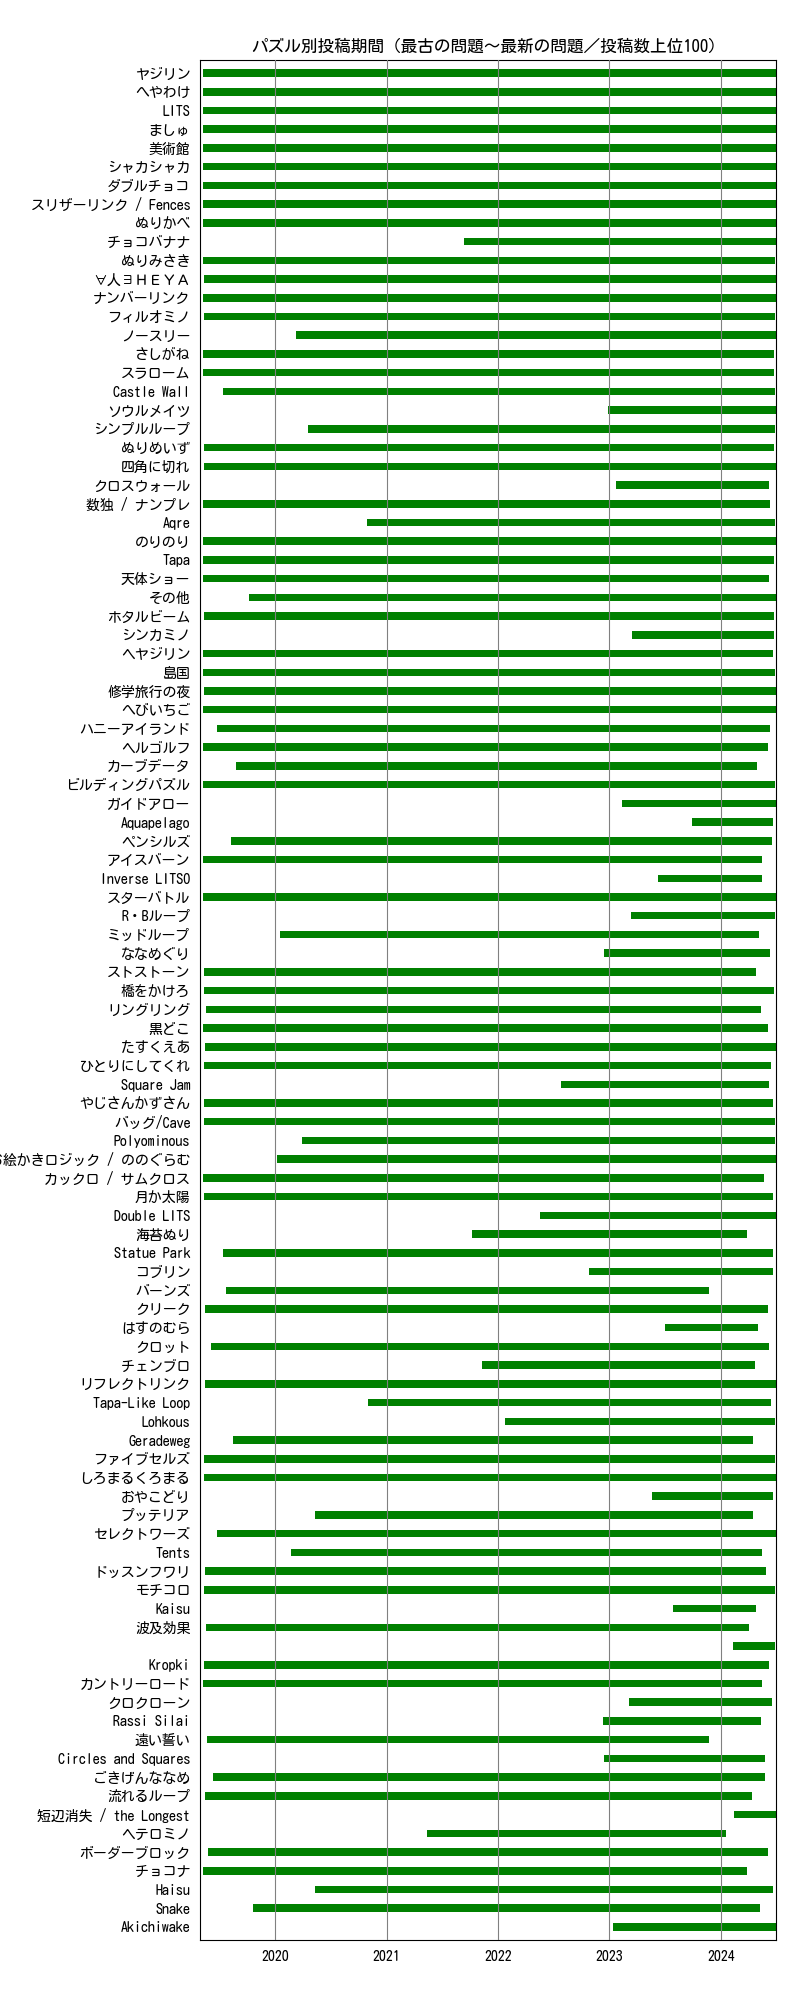 パズル別投稿期間（最古の問題～最新の問題／投稿数上位100）
ヤジリン
へやわけ
LITS
ましゅ
美術館
シャカシャカ
ダブルチョコ
スリザーリンク / Fences
ぬりかべ
チョコバナナ
ぬりみさき
∀人∃ＨＥＹＡ
ナンバーリンク
フィルオミノ
ノースリー
さしがね
スラローム
Castle Wall
ソウルメイツ
シンプルループ
ぬりめいず
四角に切れ
クロスウォール
数独 / ナンプレ
Aqre
のりのり
Tapa
天体ショー
その他
ホタルビーム
シンカミノ
ヘヤジリン
島国
修学旅行の夜
へびいちご
ハニーアイランド
ヘルゴルフ
カーブデータ
ビルディングパズル
ガイドアロー
Aquapelago
ペンシルズ
アイスバーン
Inverse LITSO
スターバトル
R・Bループ
ミッドループ
ななめぐり
ストストーン
橋をかけろ
リングリング
黒どこ
たすくえあ
ひとりにしてくれ
Square Jam
やじさんかずさん
バッグ/Cave
Polyominous
絵かきロジック / ののぐらむ
カックロ / サムクロス
月か太陽
Double LITS
海苔ぬり
Statue Park
コブリン
バーンズ
クリーク
はすのむら
クロット
チェンブロ
リフレクトリンク
Tapa-Like Loop
Lohkous
Geradeweg
ファイブセルズ
しろまるくろまる
おやこどり
プッテリア
セレクトワーズ
Tents
ドッスンフワリ
モチコロ
Kaisu
波及効果
Kropki
カントリーロード
クロクローン
Rassi Silai
遠い誓い
Circles and Squares
ごきげんななめ
流れるループ
短辺消失 / the Longest
ヘテロミノ
ボーダーブロック
チョコナ
Haisu
Snake
Akichiwake
2020 2021 2022 2023 2024